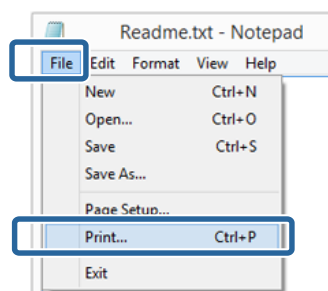 Readme.txt - Notepad
File Edit Format View Help
New Ctrl+N
Open... Ctrl+O
Save Ctrl+S
Save As...
Page Setup...
Print... Ctrl+P
Exit